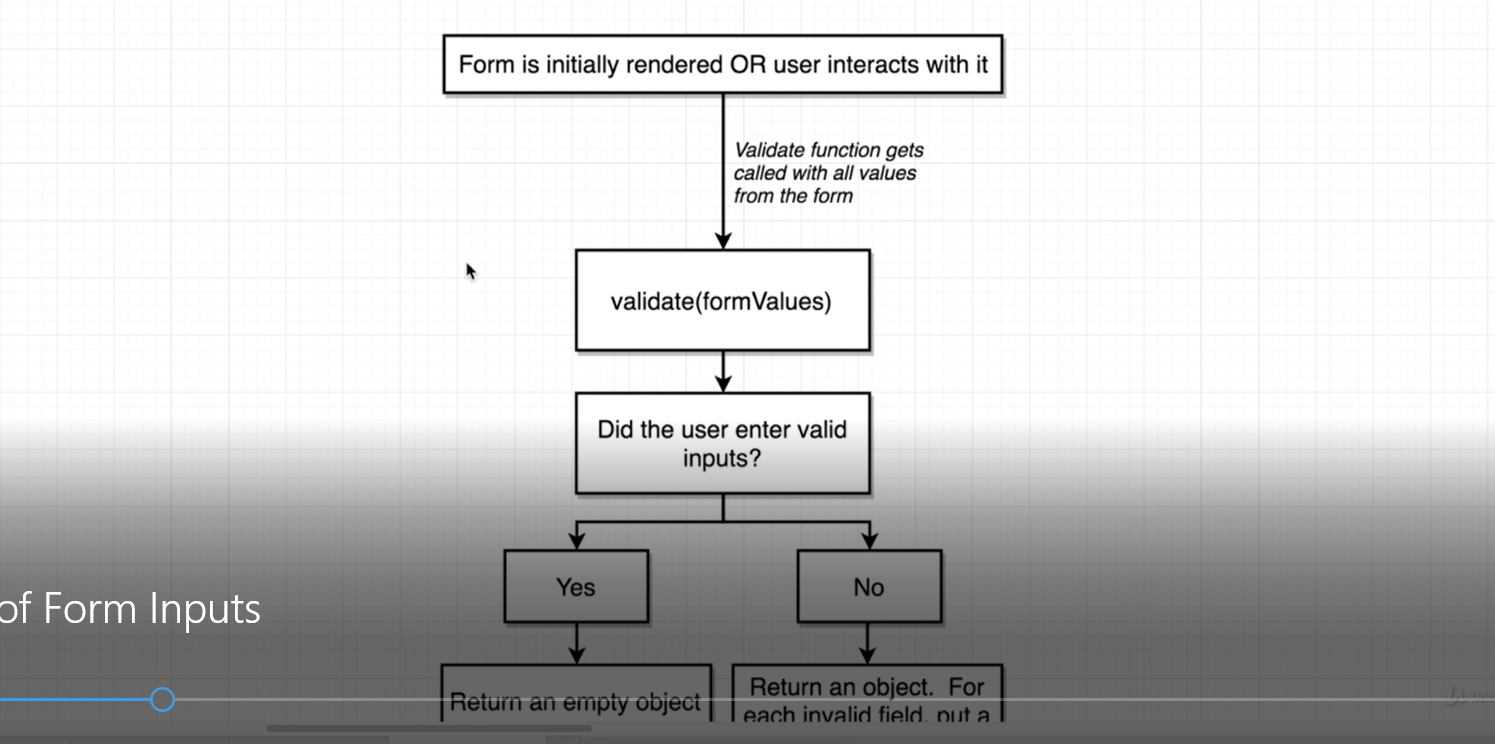 Form is initially rendered OR user interacts with it
Validate function gets
called with all values
from the form
validate(formValues)
Did the user enter valid
inputs?
Yes
No
of Form Inputs
Return an empty object
Return an object. For
each invalid field, put a